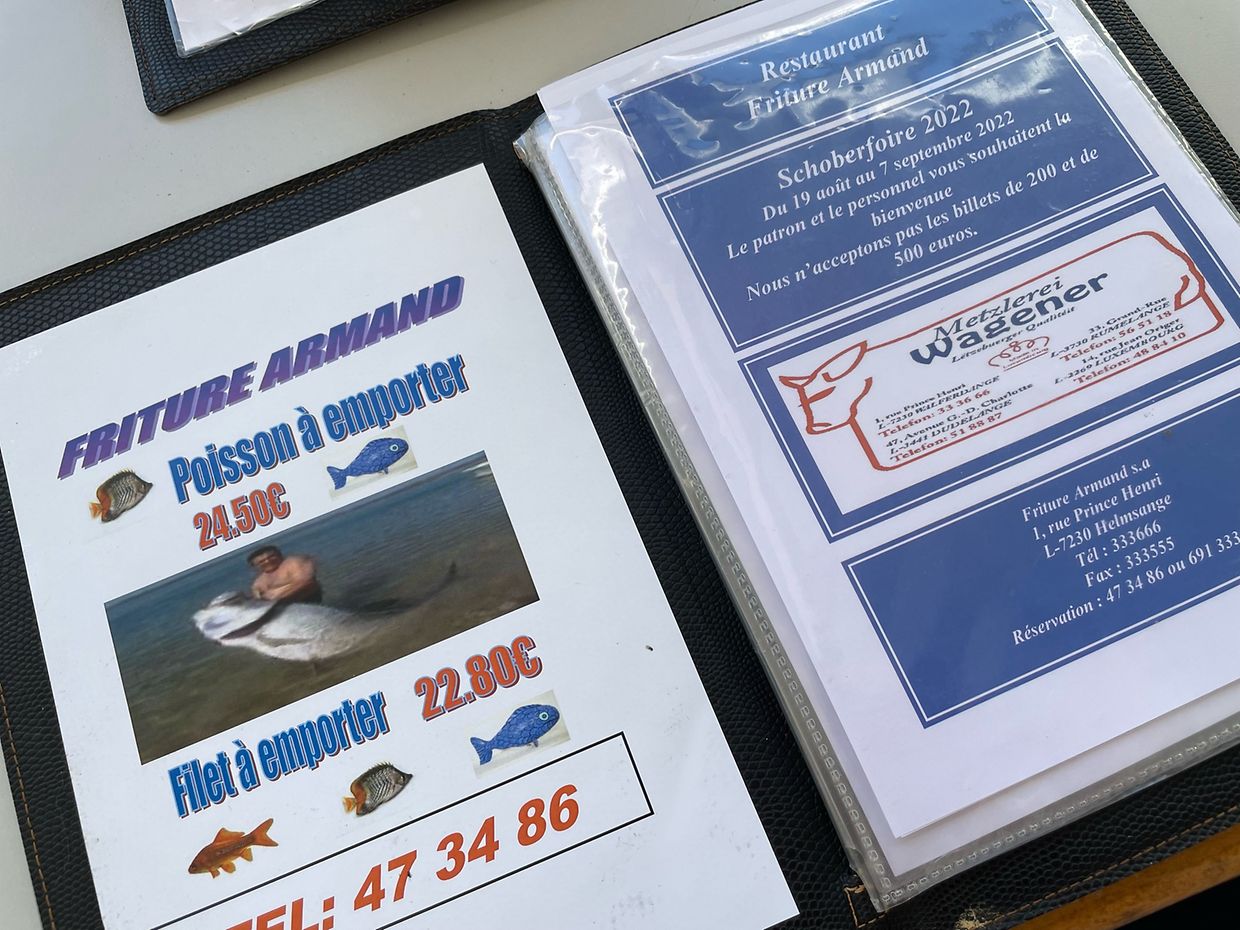 FRITURE ARMAND
Poisson à emporter
24.50€
Filet à emporter 22.80€
TEL: 47 34 86
Restaurant
Friture Armand
Schoberfoire 2022
Du 19 août au 7 septembre 2022
Le patron et le personnel vous souhaitent la
bienvenue
Nous n'acceptons pas les billets de 200 et de
500 euros.
Metzlerei
Wagener
Lëtzebuerger Qualitéit
1, rue Prince Henri
L-7230 WALFERDANGE
Telefon: 33 36 66
47, Avenue G.-D. Charlotte
L-3441 DUDELANGE
Telefon: 51 88 87
33, Grand-Rue
L-3730 RUMELANGE
Telefon: 56 51 18
14, rue Jean Origer
L-2269 LUXEMBOURG
Telefon: 48 84 10
Friture Armand s.a
1, rue Prince Henri
L-7230 Helmsange
Tél : 333666
Fax : 333555
Réservation : 47 34 86 ou 691 333